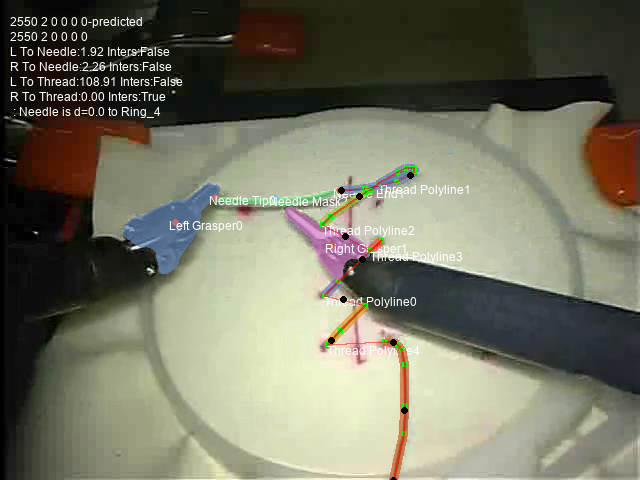 2550 2 0 0 0 0-predicted
2550 2 0 0 0 0
L To Needle:1.92 Inters:False
R To Needle:2.26 Inters:False
L To Thread:108.91 Inters:False
R To Thread:0.00 Inters:True
: Needle is d=0.0 to Ring_4
Thread Polyline1
Needle Tip
Needle Mask
End1
Left Grasper0
Thread Polyline2
Right Grasper1
Thread Polyline3
Thread Polyline0
Thread Polyline4